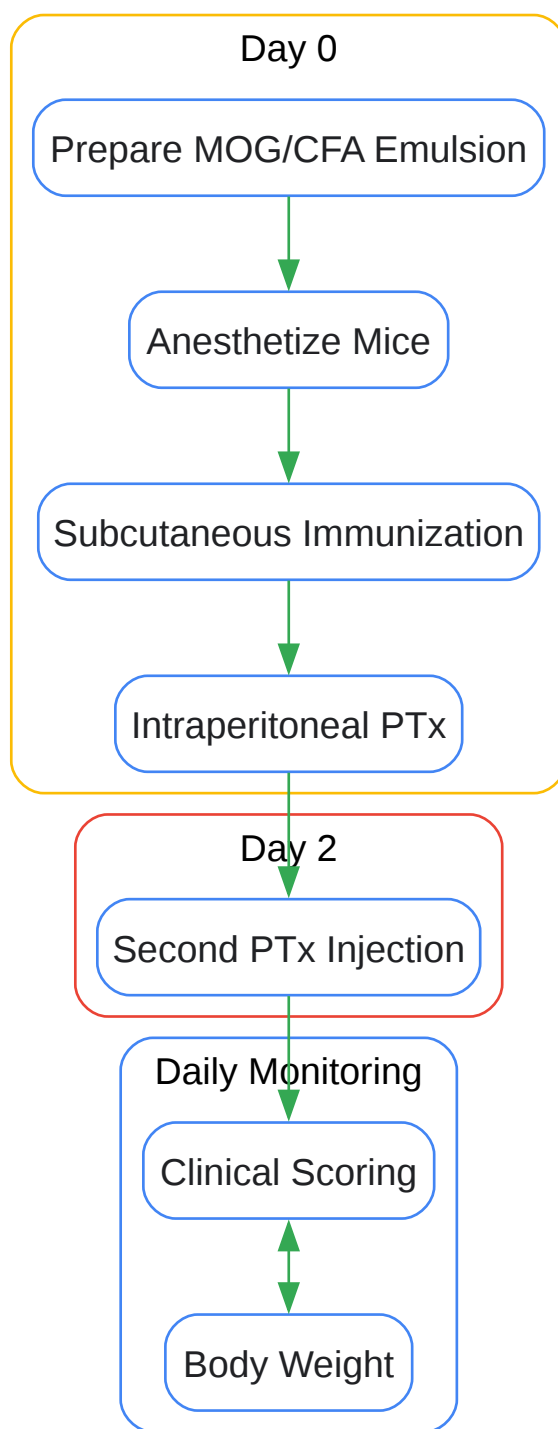 Day 0
Prepare MOG/CFA Emulsion
Anesthetize Mice
Subcutaneous Immunization
Intraperitoneal PTx
Day 2
Second PTx Injection
Daily Monitoring
Clinical Scoring
Body Weight